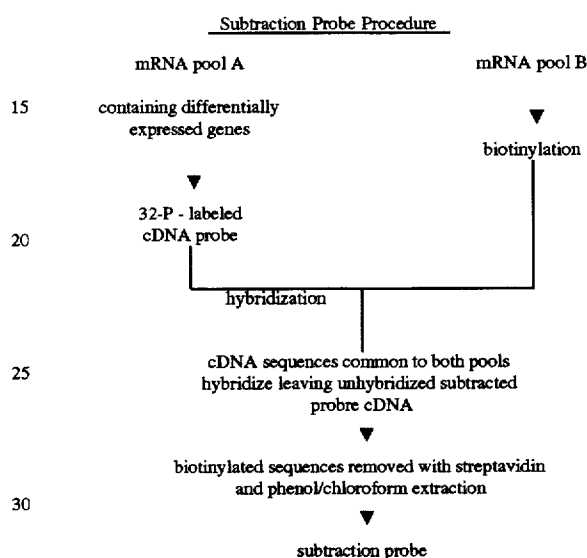 Subtraction Probe Procedure
mRNA pool A
mRNA pool B
15
containing differentially
expressed genes
biotinylation
32-P - labeled
cDNA probe
20
hybridization
25
cDNA sequences common to both pools
hybridize leaving unhybridized subtracted
probre cDNA
biotinylated sequences removed with streptavidin
and phenol/chloroform extraction
30
subtraction probe